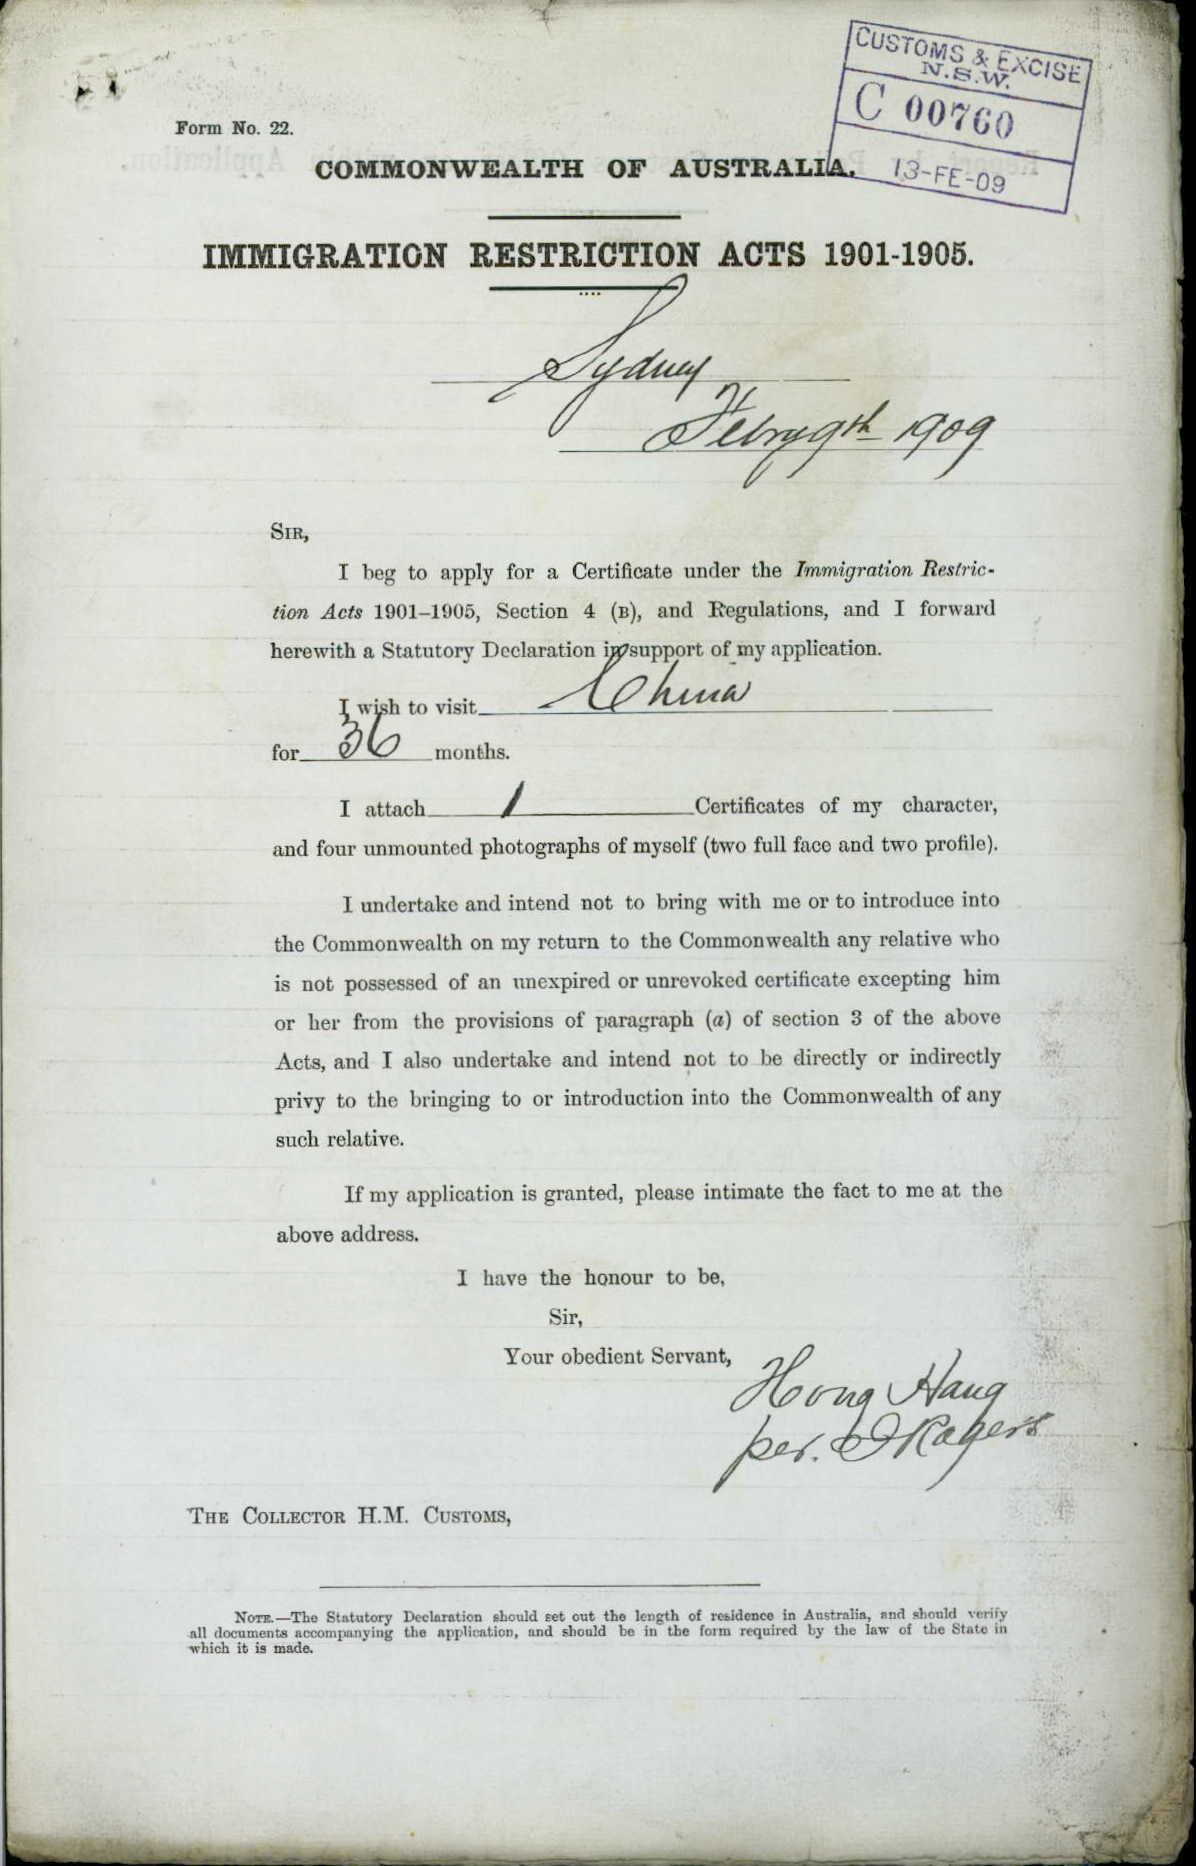 CUSTOMS & EXCISE
N.S.W.
C 00760
13-FE-09
Form No. 22.
COMMONWEALTH OF AUSTRALIA.
IMMIGRATION RESTRICTION ACTS 1901-1905.
Sydney
Febry 9th 1909
SIR,
I beg to apply for a Certificate under the Immigration Restric-
tion Acts 1901–1905, Section 4 (B), and Regulations, and I forward
herewith a Statutory Declaration in support of my application.
I wish to visit China
for 36 months.
I attach 1 Certificates of my character,
and four unmounted photographs of myself (two full face and two profile).
I undertake and intend not to bring with me or to introduce into
the Commonwealth on my return to the Commonwealth any relative who
is not possessed of an unexpired or unrevoked certificate excepting him
or her from the provisions of paragraph (a) of section 3 of the above
Acts, and I also undertake and intend not to be directly or indirectly
privy to the bringing to or introduction into the Commonwealth of any
such relative.
If my application is granted, please intimate the fact to me at the
above address.
I have the honour to be,
Sir,
Your obedient Servant,
Hong Hang
per. Rogers
THE COLLECTOR H.M. CUSTOMS,
NOTE.—The Statutory Declaration should set out the length of residence in Australia, and should verify
all documents accompanying the application, and should be in the form required by the law of the State in
which it is made.